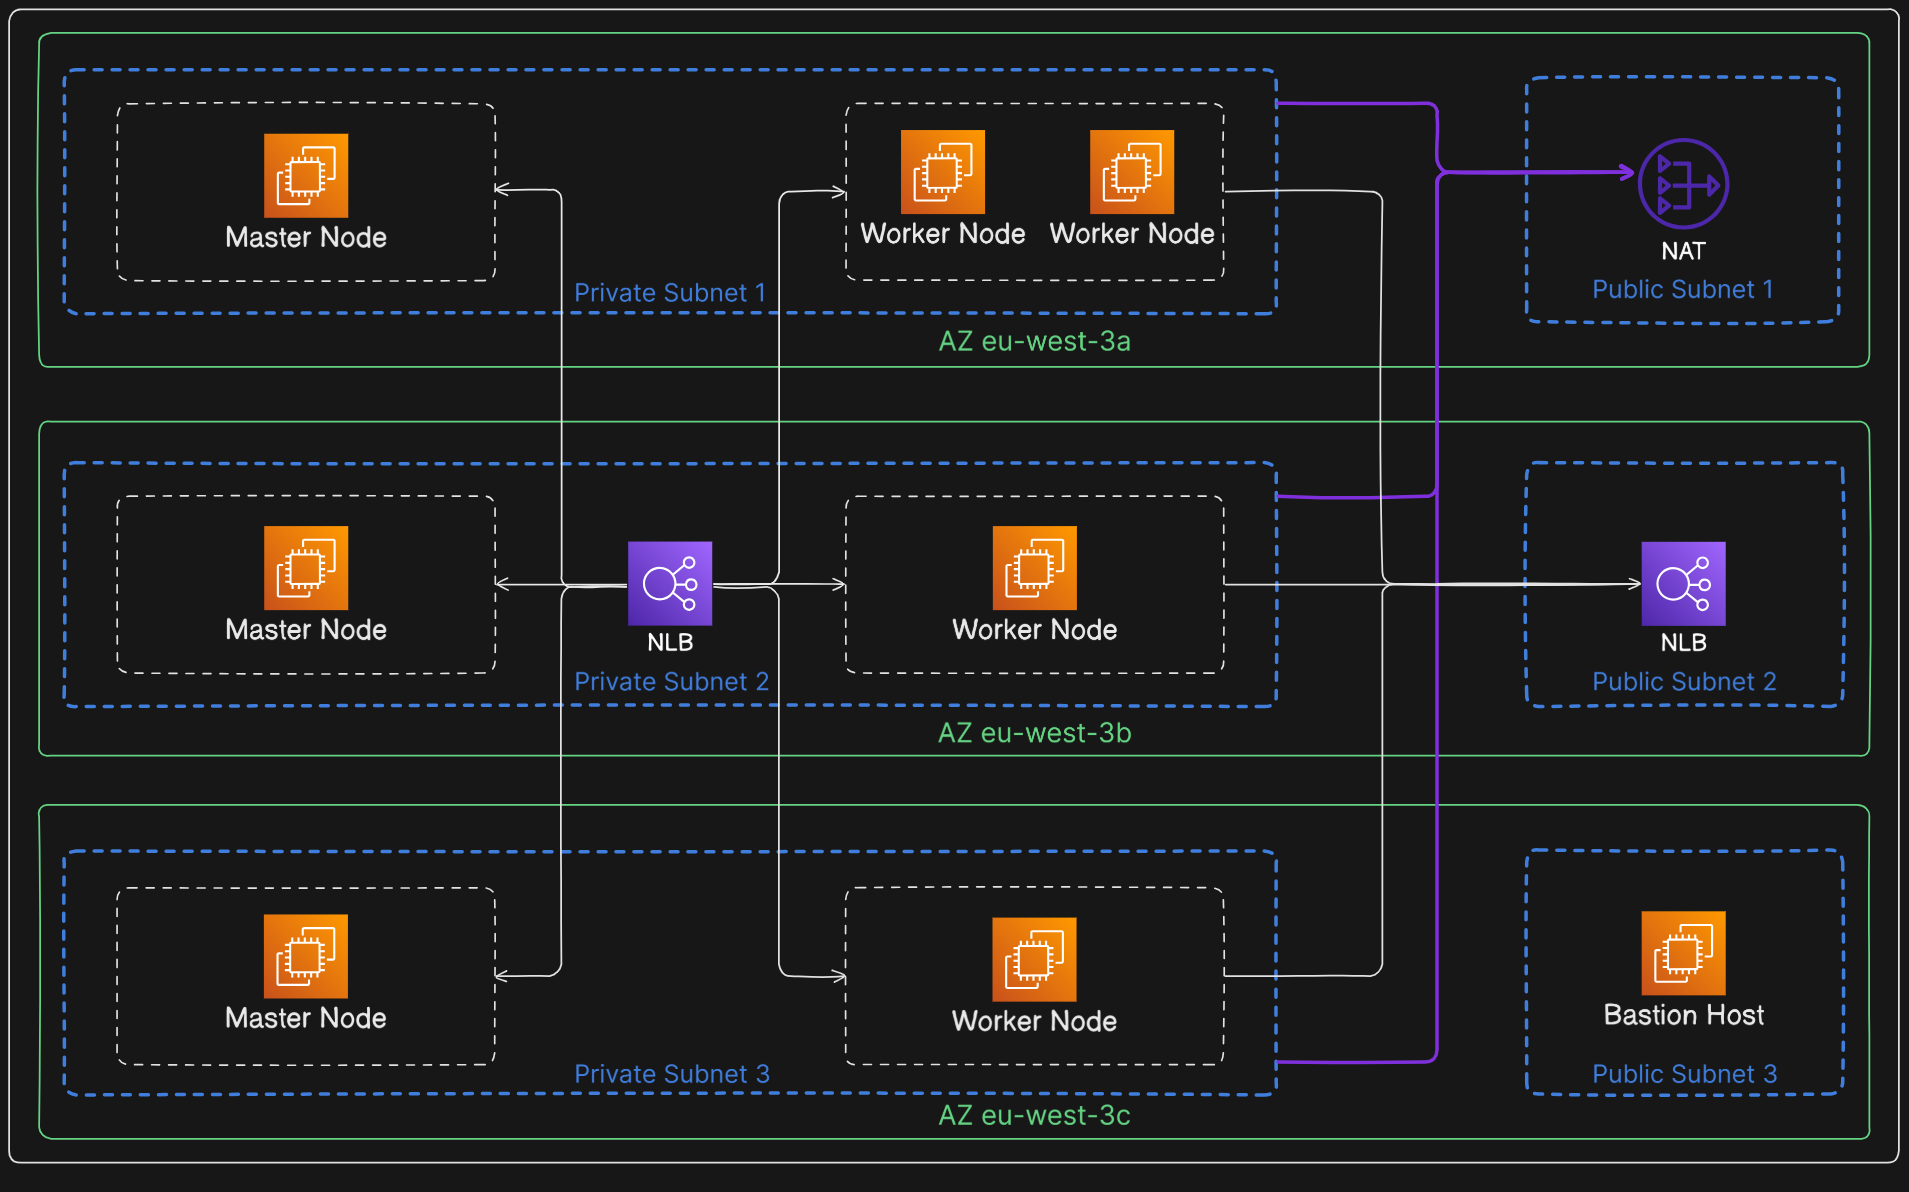 Master Node
Worker Node
Worker Node
NAT
Private Subnet 1
Public Subnet 1
AZ eu-west-3a
Master Node
NLB
Worker Node
NLB
Private Subnet 2
Public Subnet 2
AZ eu-west-3b
Master Node
Worker Node
Bastion Host
Private Subnet 3
Public Subnet 3
AZ eu-west-3c